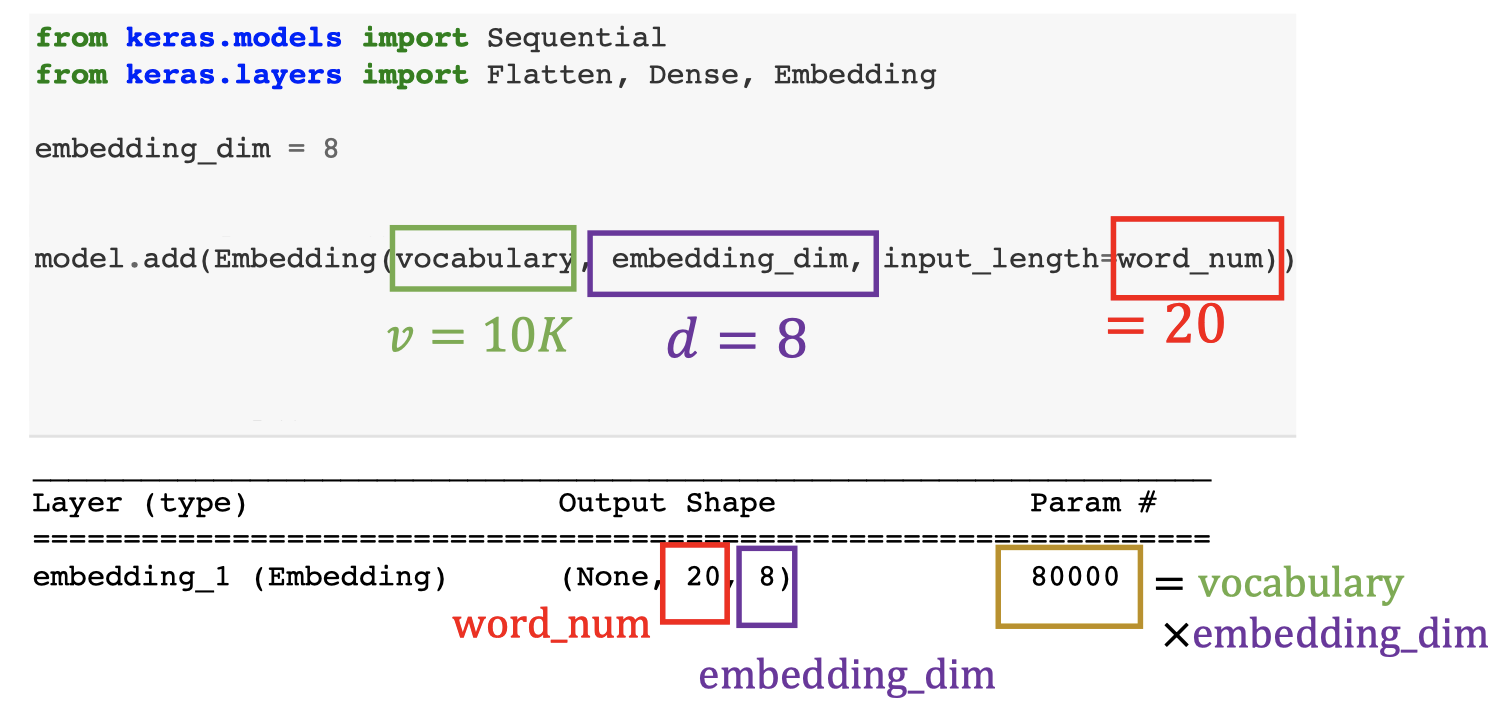 from keras.models import Sequential
from keras.layers import Flatten, Dense, Embedding
embedding_dim = 8
model.add(Embedding(vocabulary, embedding_dim, input_length=word_num))
v = 10K d = 8 = 20
Layer (type) Output Shape Param #
=================================================================
embedding_1 (Embedding) (None, 20, 8) 80000 = vocabulary
word_num ×embedding_dim
embedding_dim